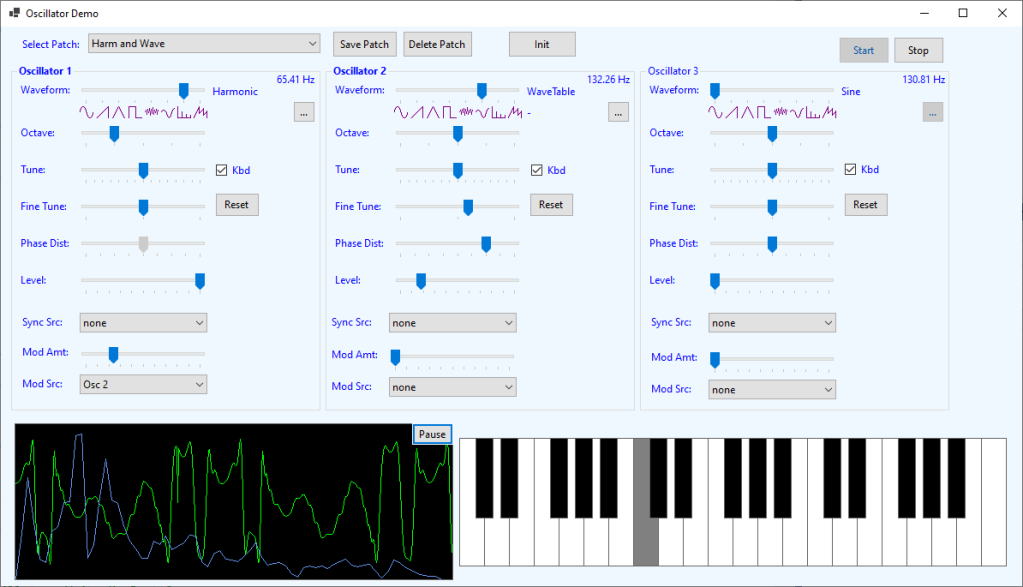 Oscillator Demo
Select Patch: Harm and Wave Save Patch Delete Patch Init Start Stop
Oscillator 1
65.41 Hz
Waveform: Harmonic
...
Octave:
Tune: Kbd
Fine Tune: Reset
Phase Dist:
Level:
Sync Src: none
Mod Amt:
Mod Src: Osc 2
Oscillator 2
132.26 Hz
Waveform: WaveTable
- ...
Octave:
Tune: Kbd
Fine Tune: Reset
Phase Dist:
Level:
Sync Src: none
Mod Amt:
Mod Src: none
Oscillator 3
130.81 Hz
Waveform: Sine
...
Octave:
Tune: Kbd
Fine Tune: Reset
Phase Dist:
Level:
Sync Src: none
Mod Amt:
Mod Src: none
Pause